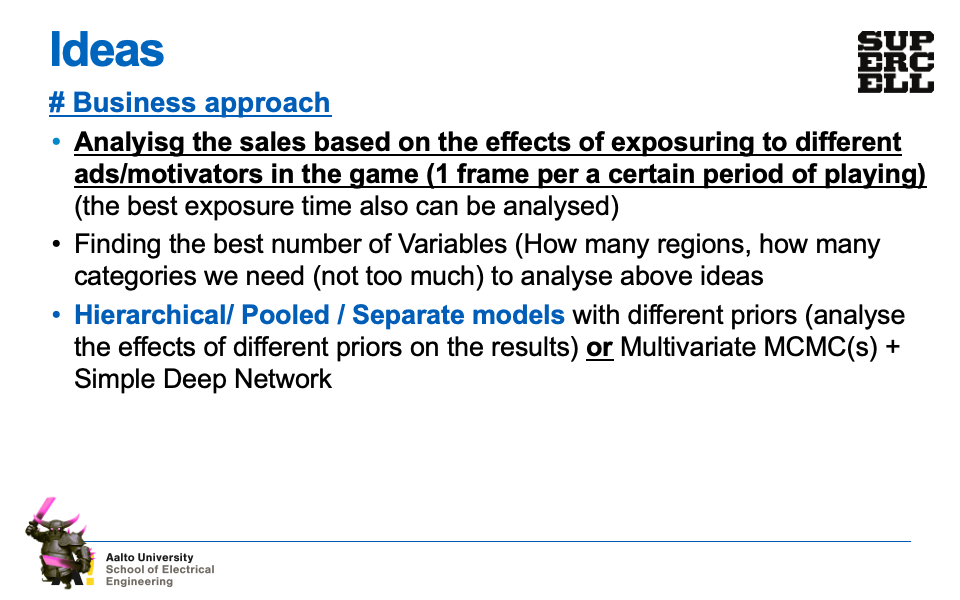 Ideas
SUP
ERC
ELL
# Business approach
• Analyisg the sales based on the effects of exposuring to different
ads/motivators in the game (1 frame per a certain period of playing)
(the best exposure time also can be analysed)
• Finding the best number of Variables (How many regions, how many
categories we need (not too much) to analyse above ideas
• Hierarchical/ Pooled / Separate models with different priors (analyse
the effects of different priors on the results) or Multivariate MCMC(s) +
Simple Deep Network
A!
Aalto University
School of Electrical
Engineering